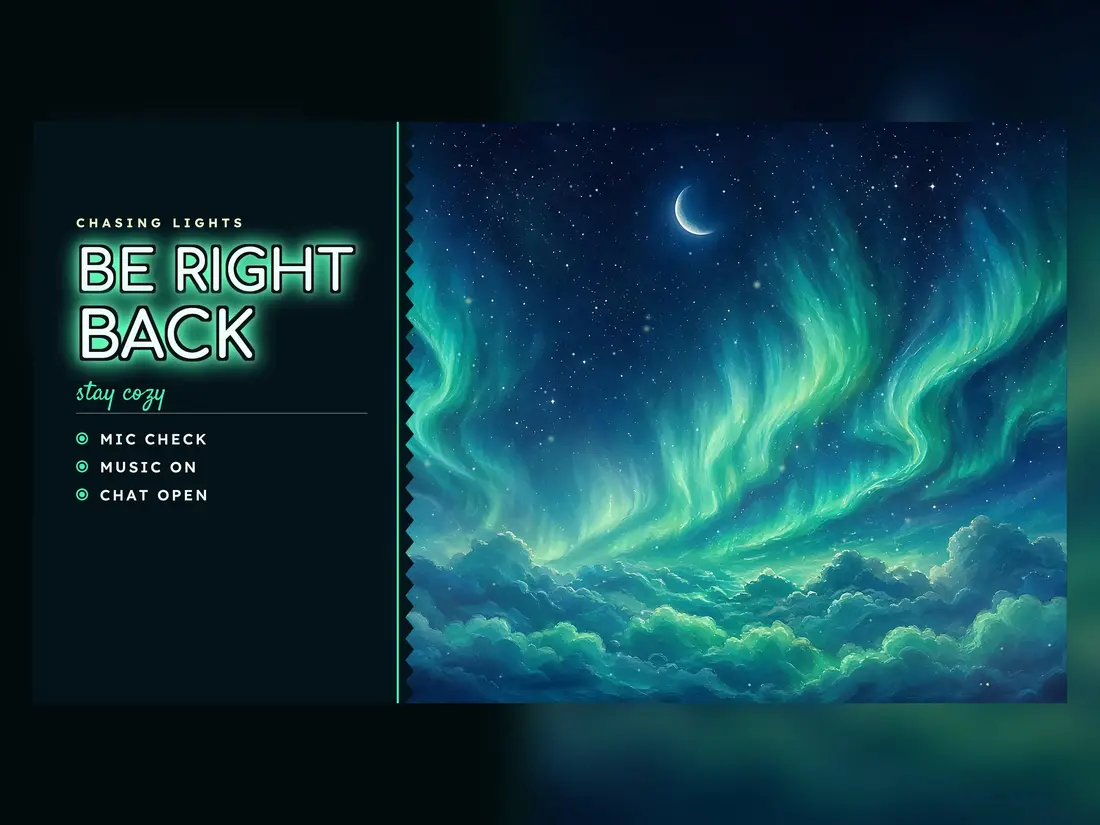 CHASING LIGHTS
BE RIGHT
BACK
stay cozy
MIC CHECK
MUSIC ON
CHAT OPEN